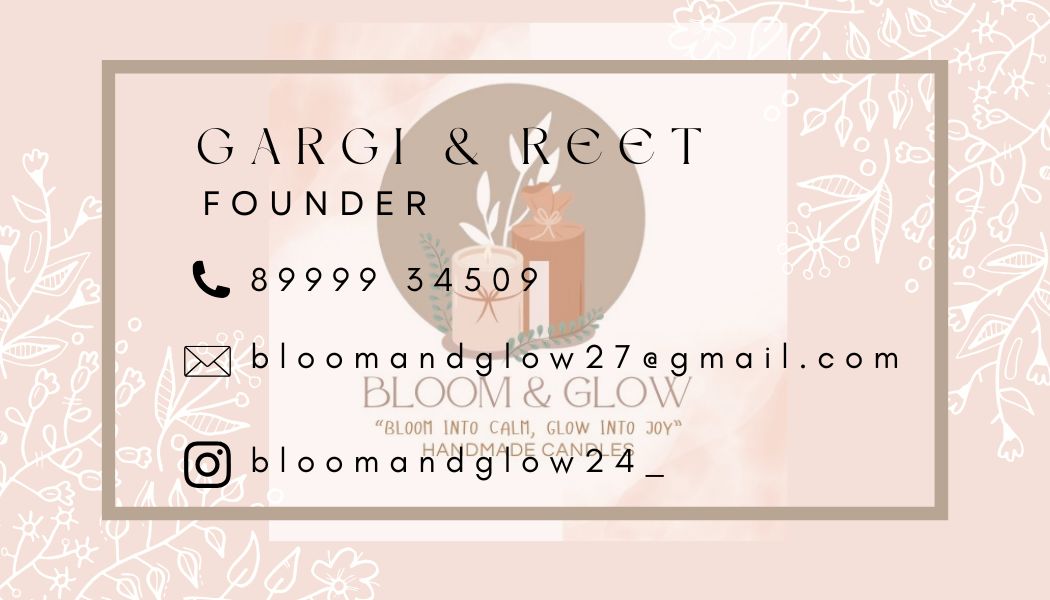 GARGI & REET
FOUNDER
89999 34509
bloomandglow27@gmail.com
BLOOM & GLOW
“BLOOM INTO CALM, GLOW INTO JOY”
HANDMADE CANDLES
bloomandglow24_